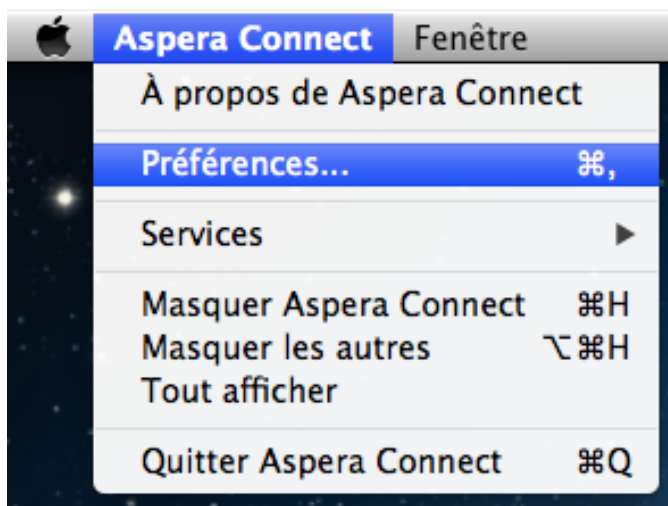 Aspera Connect Fenêtre
À propos de Aspera Connect
Préférences... ⌘,
Services ▶
Masquer Aspera Connect ⌘H
Masquer les autres ⌥⌘H
Tout afficher
Quitter Aspera Connect ⌘Q